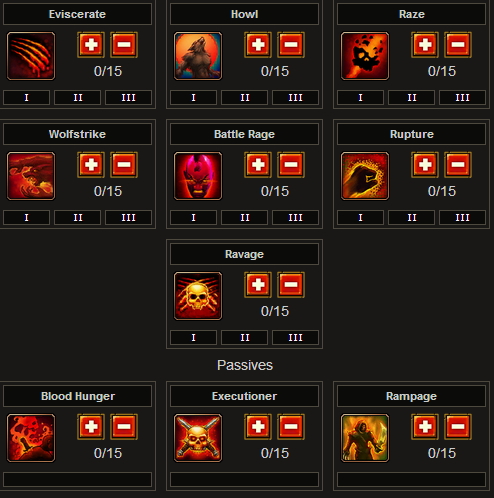 Eviscerate Howl Raze
0/15 0/15 0/15
I II III I II III I II III
Wolfstrike Battle Rage Rupture
0/15 0/15 0/15
I II III I II III I II III
Ravage
0/15
I II III
Passives
Blood Hunger Executioner Rampage
0/15 0/15 0/15